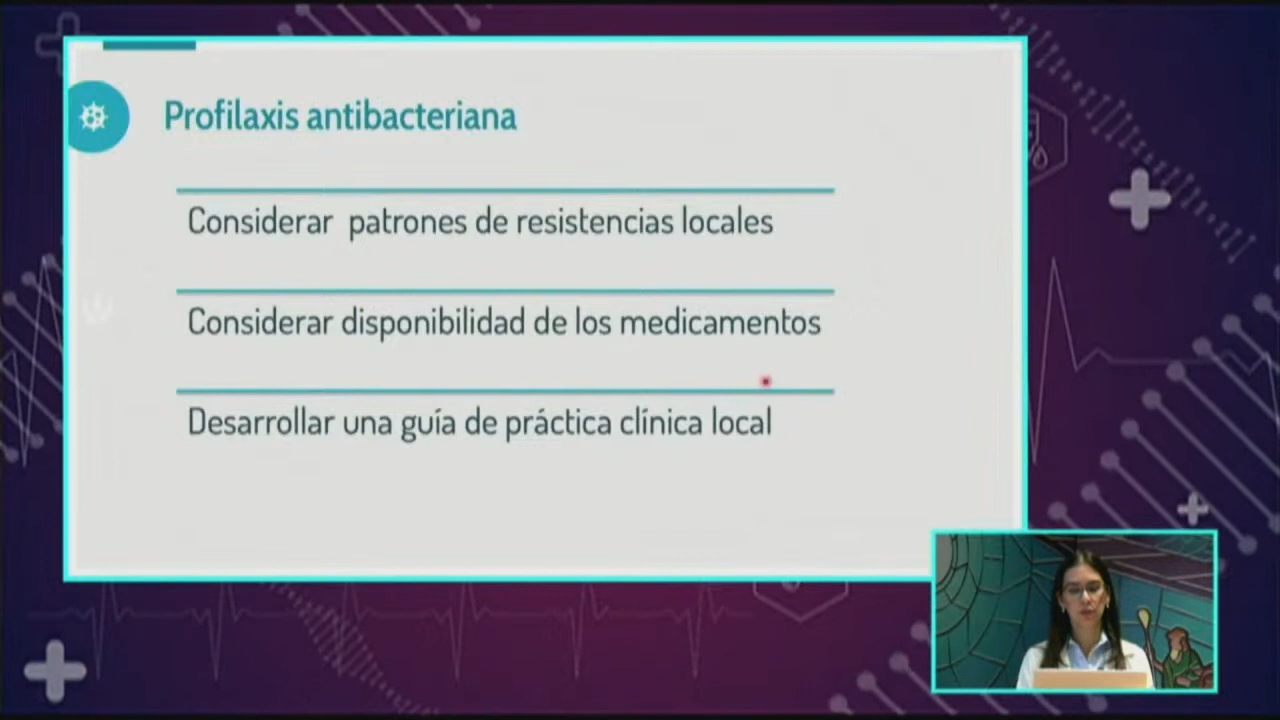 Profilaxis antibacteriana
Considerar patrones de resistencias locales
Considerar disponibilidad de los medicamentos
Desarrollar una guía de práctica clínica local